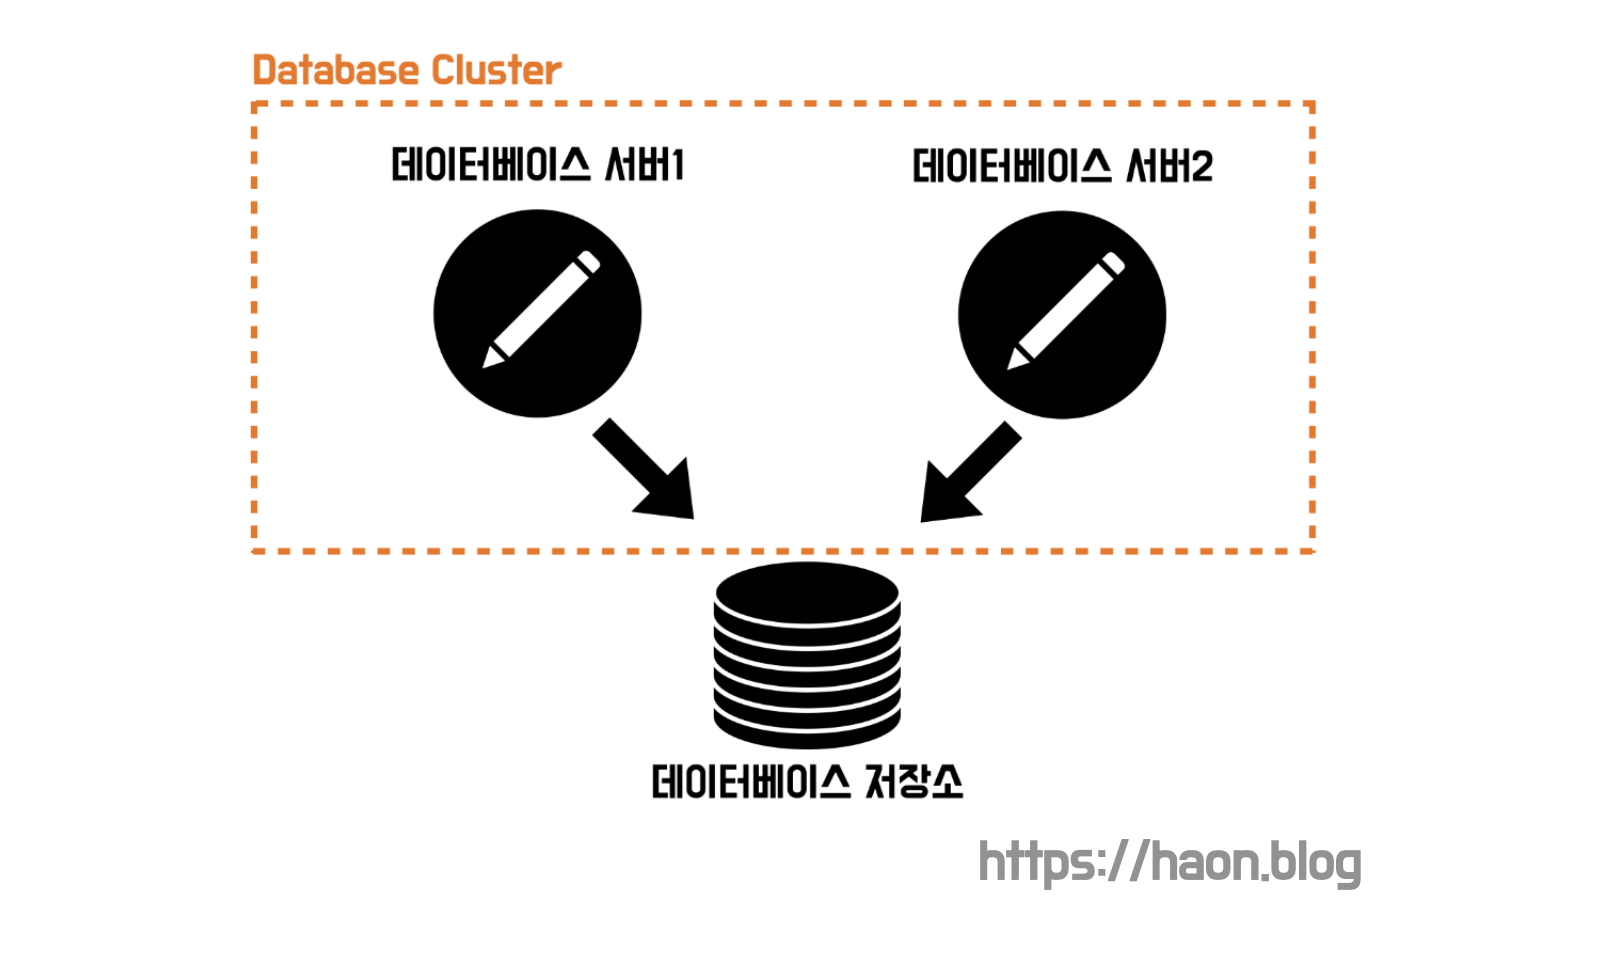 Database Cluster
데이터베이스 서버1
데이터베이스 서버2
데이터베이스 저장소
https://haon.blog